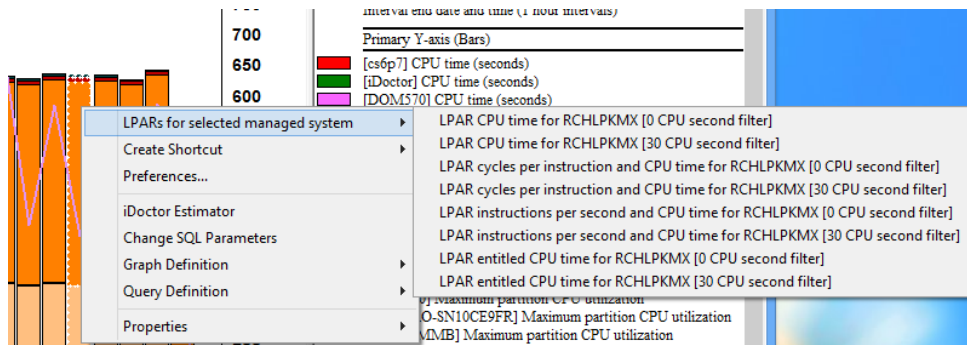 Interval end date and time (1 hour intervals)
700
Primary Y-axis (Bars)
650
[cs6p7] CPU time (seconds)
[iDoctor] CPU time (seconds)
600
[DOM570] CPU time (seconds)
LPARs for selected managed system
Create Shortcut
Preferences...
iDoctor Estimator
Change SQL Parameters
Graph Definition
Query Definition
Properties
LPAR CPU time for RCHLPKMX [0 CPU second filter]
LPAR CPU time for RCHLPKMX [30 CPU second filter]
LPAR cycles per instruction and CPU time for RCHLPKMX [0 CPU second filter]
LPAR cycles per instruction and CPU time for RCHLPKMX [30 CPU second filter]
LPAR instructions per second and CPU time for RCHLPKMX [0 CPU second filter]
LPAR instructions per second and CPU time for RCHLPKMX [30 CPU second filter]
LPAR entitled CPU time for RCHLPKMX [0 CPU second filter]
LPAR entitled CPU time for RCHLPKMX [30 CPU second filter]
Maximum partition CPU utilization
O-SN10CE9FR] Maximum partition CPU utilization
MMB] Maximum partition CPU utilization